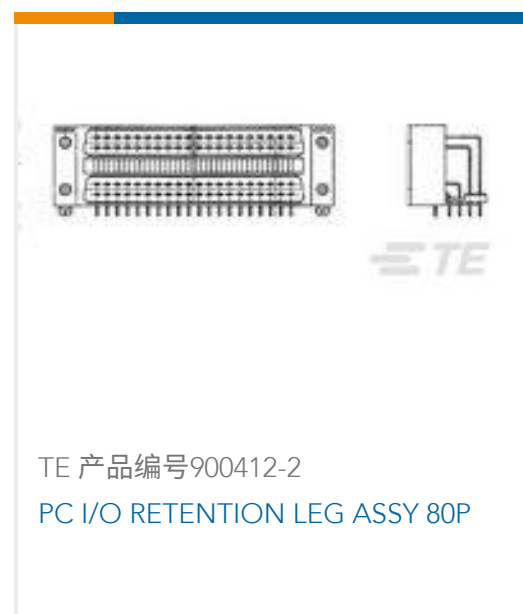 TE
TE 产品编号900412-2
PC I/O RETENTION LEG ASSY 80P